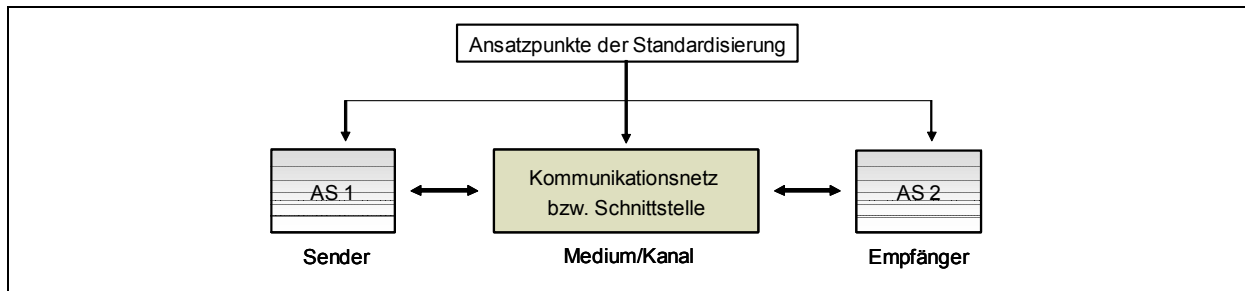 Ansatzpunkte der Standardisierung
AS 1
Kommunikationsnetz
bzw. Schnittstelle
AS 2
Sender
Medium/Kanal
Empfänger